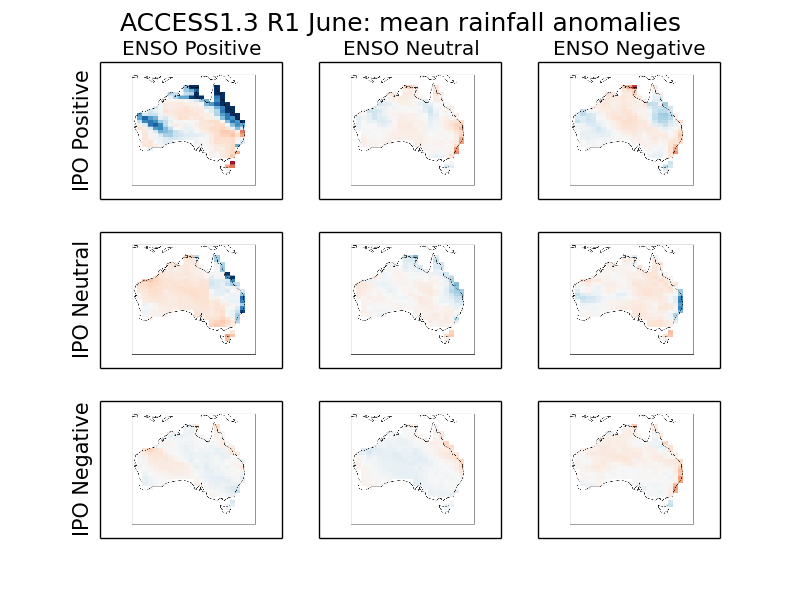 ACCESS1.3 R1 June: mean rainfall anomalies
ENSO Positive
ENSO Neutral
ENSO Negative
IPO Positive
IPO Neutral
IPO Negative